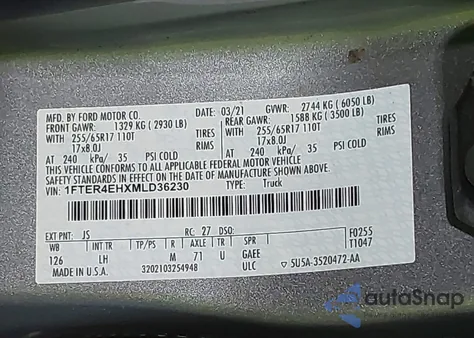 MFD. BY FORD MOTOR CO. DATE: 03/21 GVWR: 2744 KG (6050 LB)
FRONT GAWR: 1329 KG (2930 LB) REAR GAWR: 1588 KG (3500 LB)
WITH 255/65R17 110T TIRES WITH 255/65R17 110T TIRES
17x8.0J RIMS 17x8.0J RIMS
AT 240 kPa/ 35 PSI COLD AT 240 kPa/ 35 PSI COLD
THIS VEHICLE CONFORMS TO ALL APPLICABLE FEDERAL MOTOR VEHICLE
SAFETY STANDARDS IN EFFECT ON THE DATE OF MANUFACTURE SHOWN ABOVE.
VIN: 1FTER4EHXMLD36230 TYPE: Truck
EXT PNT: JS RC: 27 DSO: F0255
WB INT TR TP/PS R AXLE TR SPR T1047
126 LH M 71 U GAEE
MADE IN U.S.A. 3202103254948 ULC ▽ 5U5A-3520472-AA
autoSnap